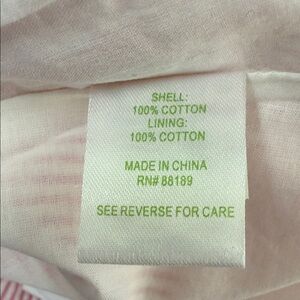 SHELL:
100% COTTON
LINING:
100% COTTON
MADE IN CHINA
RN# 88189
SEE REVERSE FOR CARE